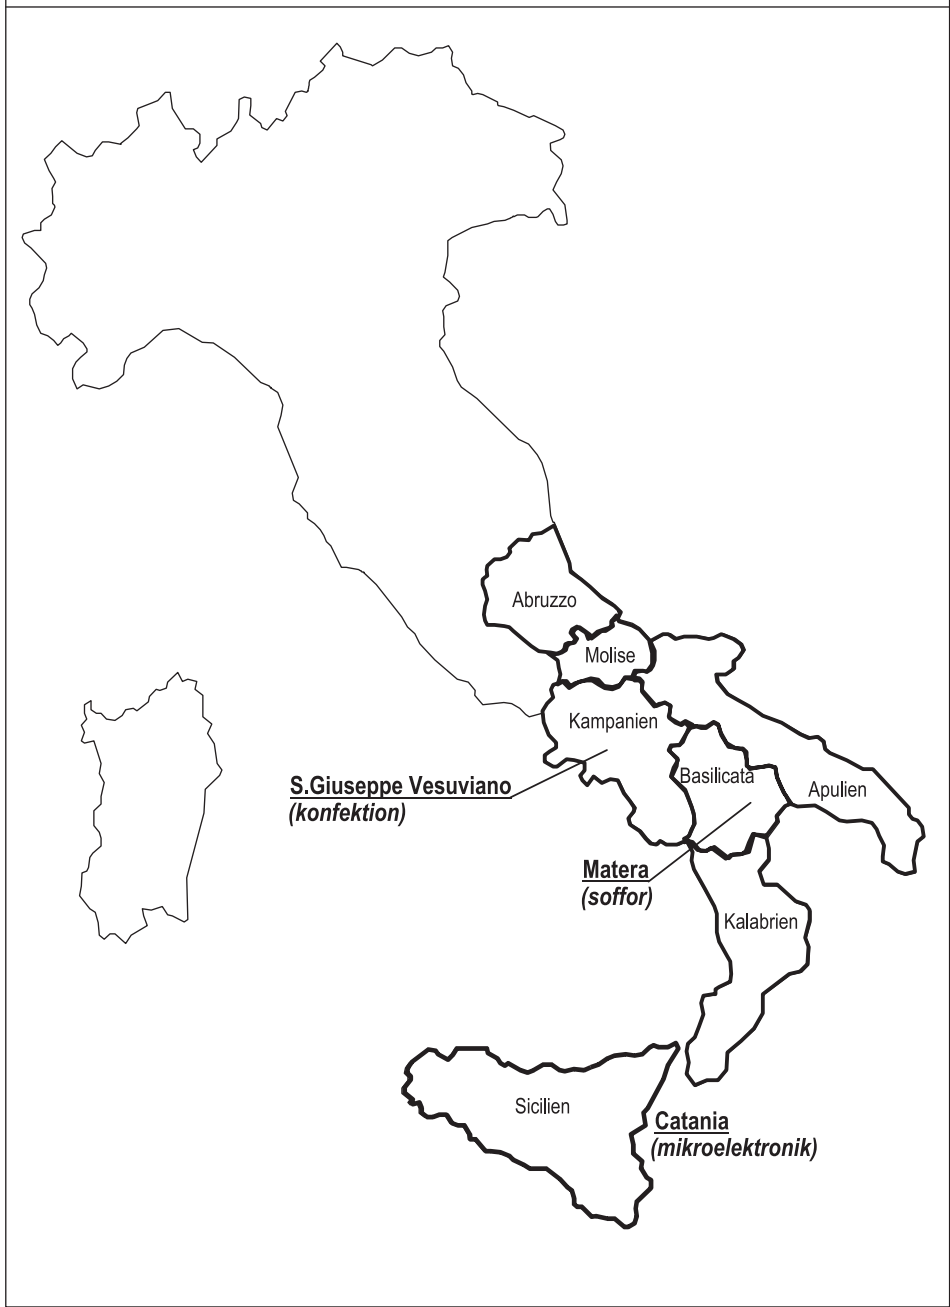 Abruzzo
Molise
Kampanien
S.Giuseppe Vesuviano
(konfektion)
Basilicata
Apulien
Matera
(soffor)
Kalabrien
Sicilien
Catania
(mikroelektronik)